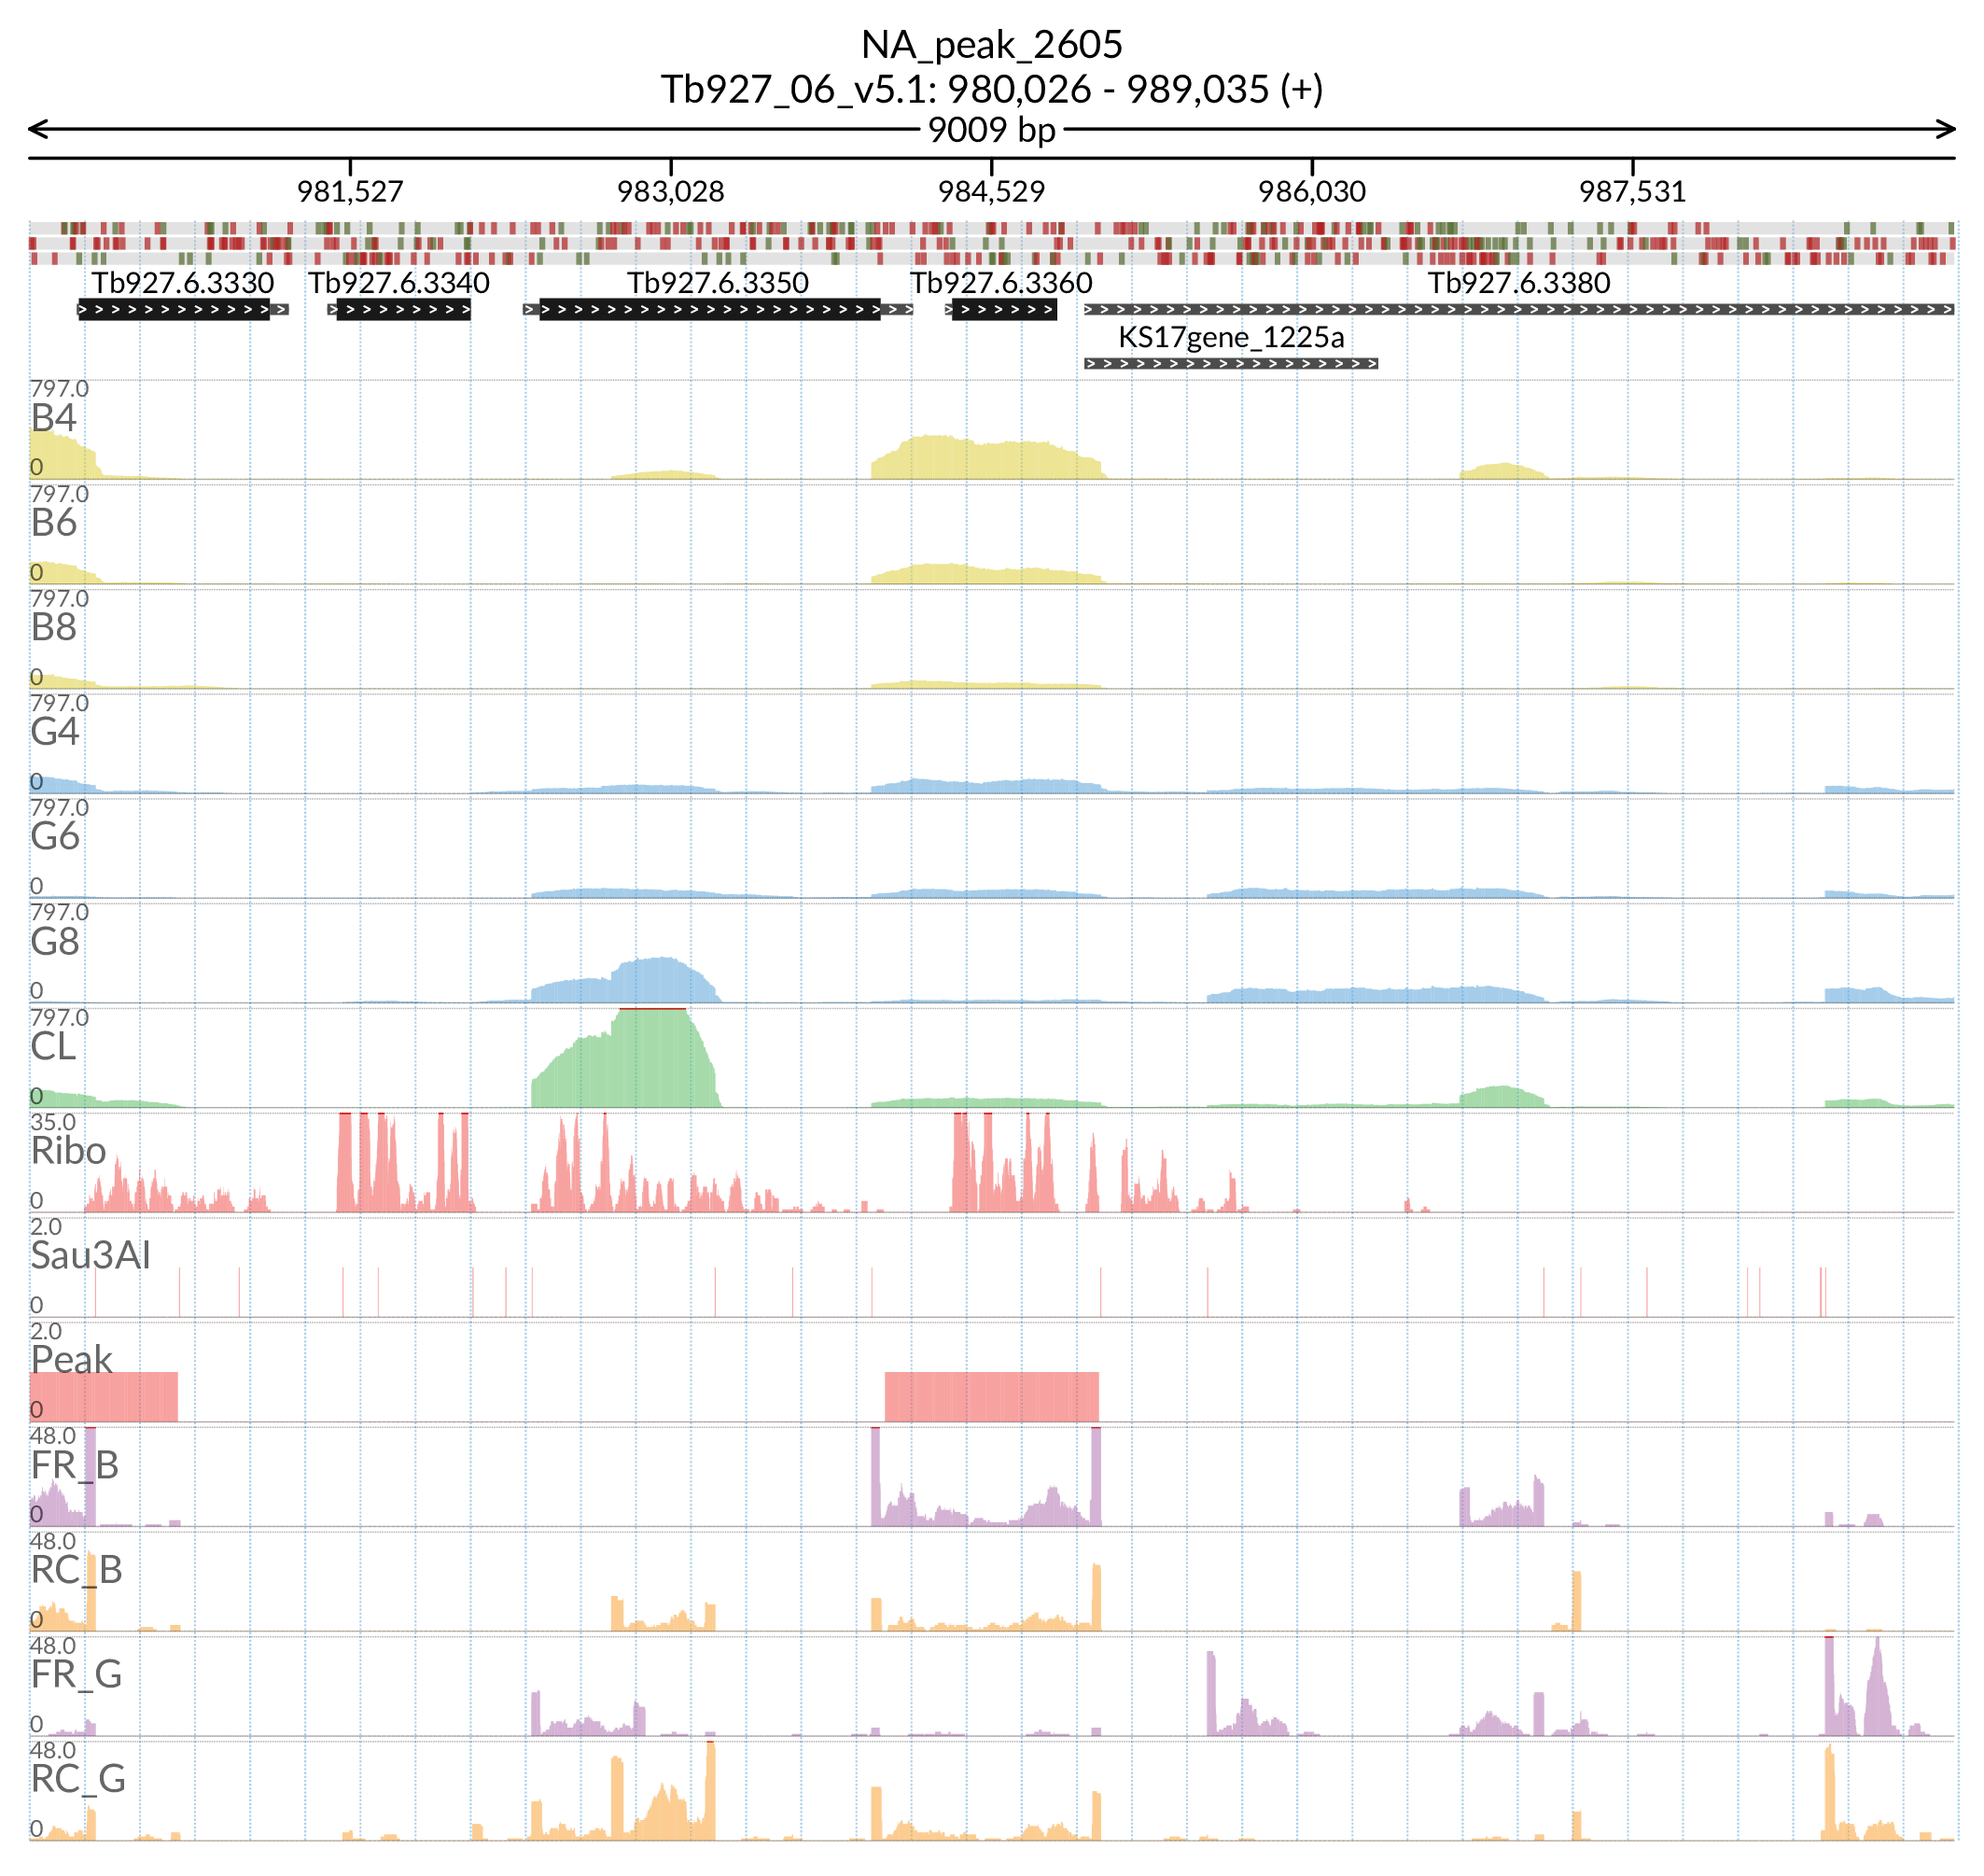 NA_peak_2605
Tb927_06_v5.1: 980,026 - 989,035 (+)
9009 bp
981,527 983,028 984,529 986,030 987,531
Tb927.6.3330 Tb927.6.3340 Tb927.6.3350 Tb927.6.3360 Tb927.6.3380
KS17gene_1225a
797.0
B4
0
797.0
B6
0
797.0
B8
0
797.0
G4
0
797.0
G6
0
797.0
G8
0
797.0
CL
0
35.0
Ribo
0
2.0
Sau3AI
0
2.0
Peak
0
48.0
FR_B
0
48.0
RC_B
0
48.0
FR_G
0
48.0
RC_G
0